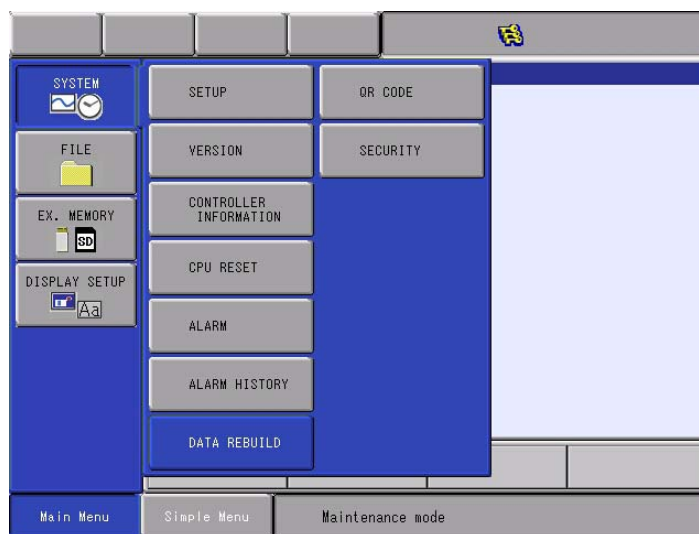 SYSTEM
FILE
EX. MEMORY
SD
DISPLAY SETUP
Aa
SETUP
VERSION
CONTROLLER
INFORMATION
CPU RESET
ALARM
ALARM HISTORY
DATA REBUILD
QR CODE
SECURITY
Main Menu
Simple Menu
Maintenance mode